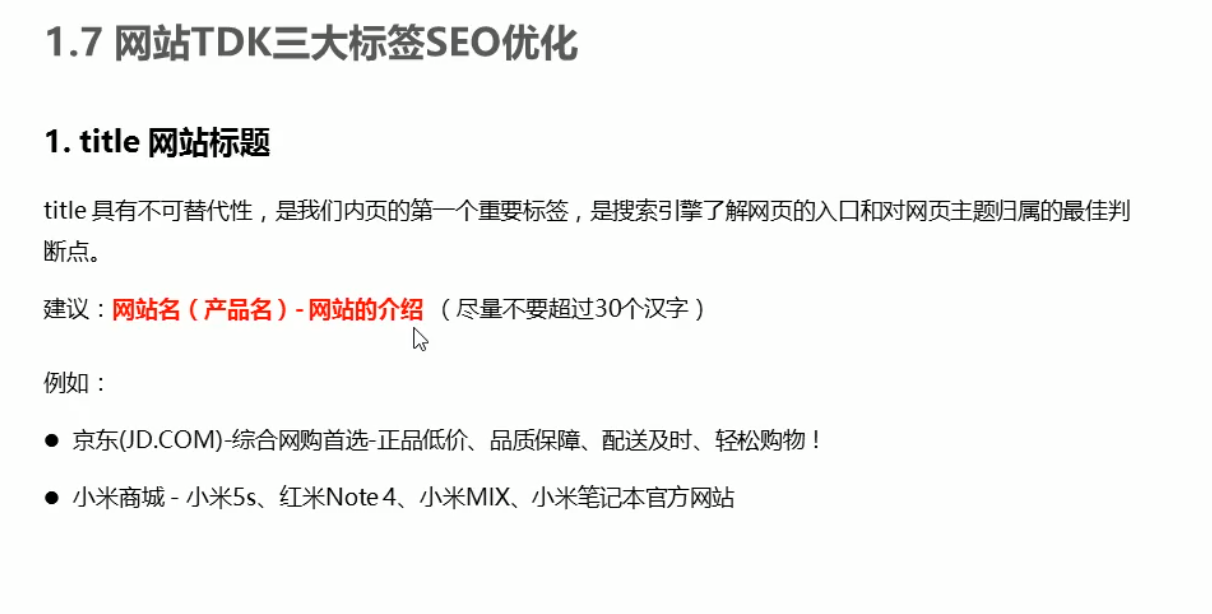 1.7 网站TDK三大标签SEO优化
1. title 网站标题
title 具有不可替代性，是我们内页的第一个重要标签，是搜索引擎了解网页的入口和对网页主题归属的最佳判
断点。
建议：网站名（产品名）- 网站的介绍 （尽量不要超过30个汉字）
例如：
● 京东(JD.COM)-综合网购首选-正品低价、品质保障、配送及时、轻松购物！
● 小米商城 - 小米5s、红米Note 4、小米MIX、小米笔记本官方网站